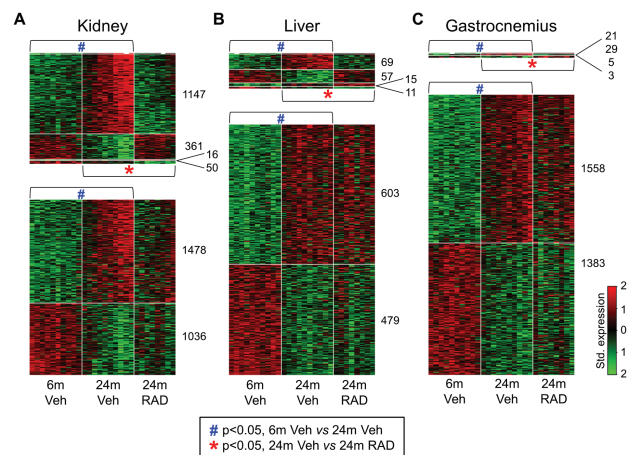 A
Kidney
#
1147
361
16
50
*
#
1478
1036
6m
Veh
24m
Veh
24m
RAD
B
Liver
#
69
57
15
11
*
#
603
479
6m
Veh
24m
Veh
24m
RAD
C
Gastrocnemius
#
21
29
5
3
*
#
1558
1383
6m
Veh
24m
Veh
24m
RAD
Std. expression
2
1
0
1
2
# p<0.05, 6m Veh vs 24m Veh
* p<0.05, 24m Veh vs 24m RAD